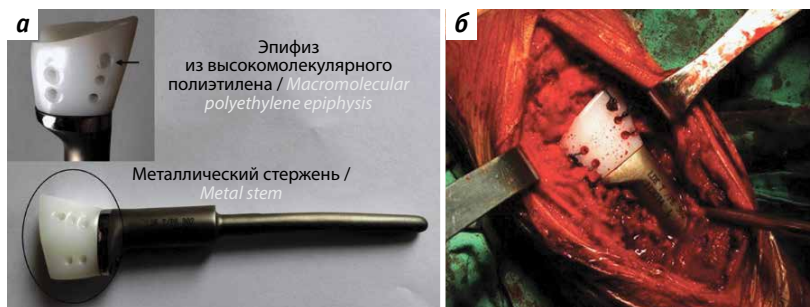 а
Эпифиз
из высокомолекулярного
полиэтилена / Macromolecular
polyethylene epiphysis
Металлический стержень /
Metal stem
б